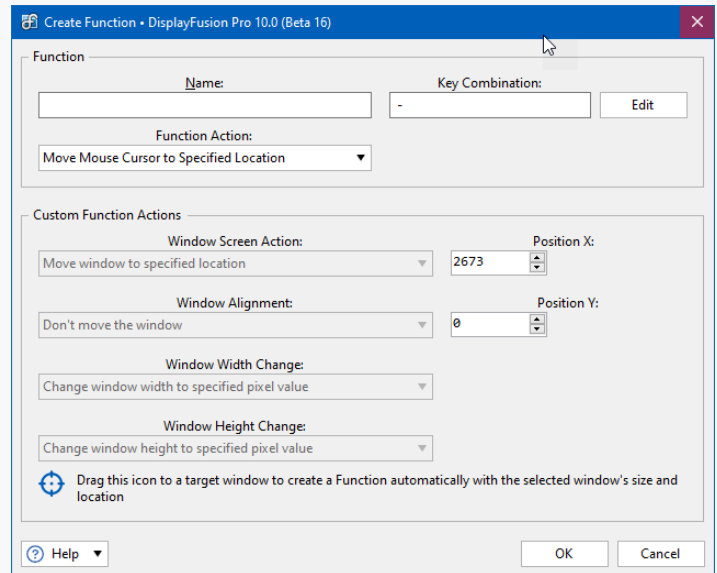 Create Function • DisplayFusion Pro 10.0 (Beta 16)
Function
Name:
Key Combination:
-
Edit
Function Action:
Move Mouse Cursor to Specified Location
Custom Function Actions
Window Screen Action:
Position X:
Move window to specified location
2673
Window Alignment:
Position Y:
Don't move the window
0
Window Width Change:
Change window width to specified pixel value
Window Height Change:
Change window height to specified pixel value
Drag this icon to a target window to create a Function automatically with the selected window's size and
location
? Help
OK
Cancel